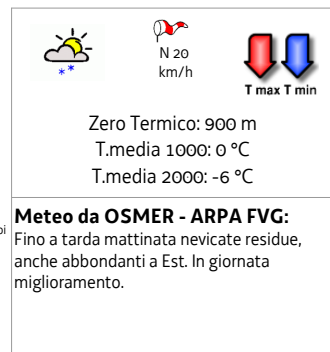 N 20
km/h
T max T min
Zero Termico: 900 m
T.media 1000: 0 °C
T.media 2000: -6 °C
Meteo da OSMER - ARPA FVG:
Fino a tarda mattinata nevicate residue,
anche abbondanti a Est. In giornata
miglioramento.